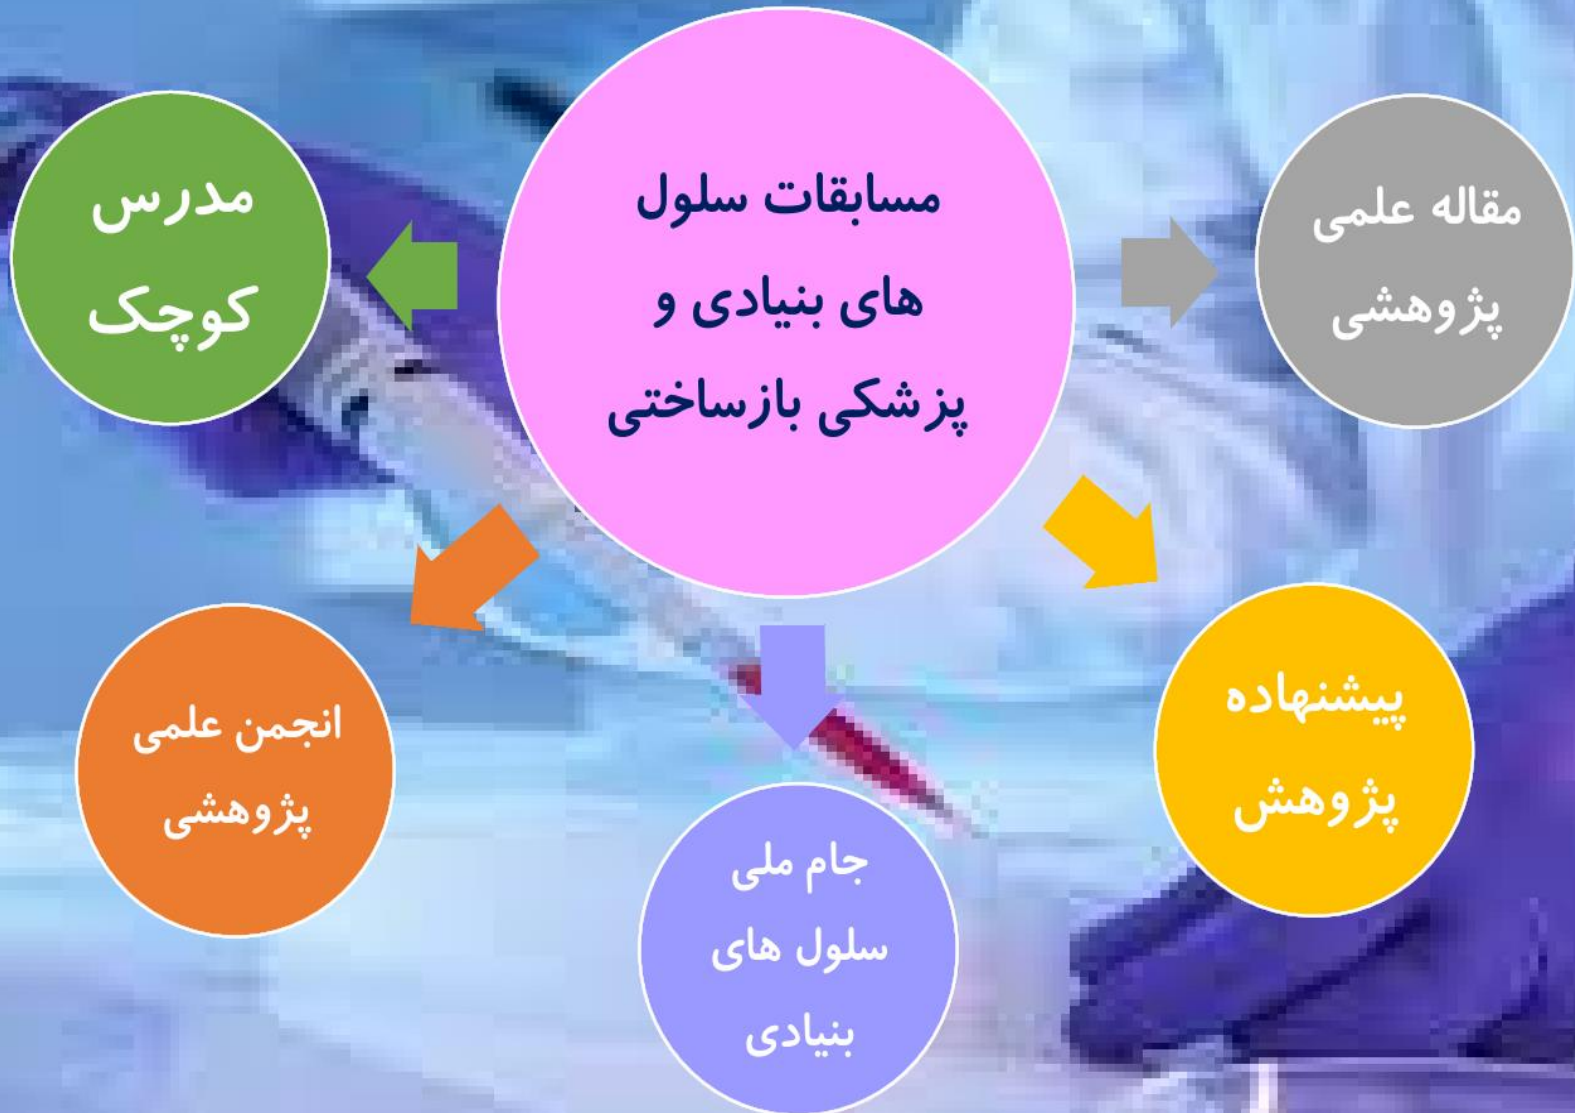 مسابقات سلول
های بنیادی و
پزشکی بازساختی
مقاله علمی
پژوهشی
پیشنهاده
پژوهش
جام ملی
سلول های
بنیادی
انجمن علمی
پژوهشی
مدرس
کوچک